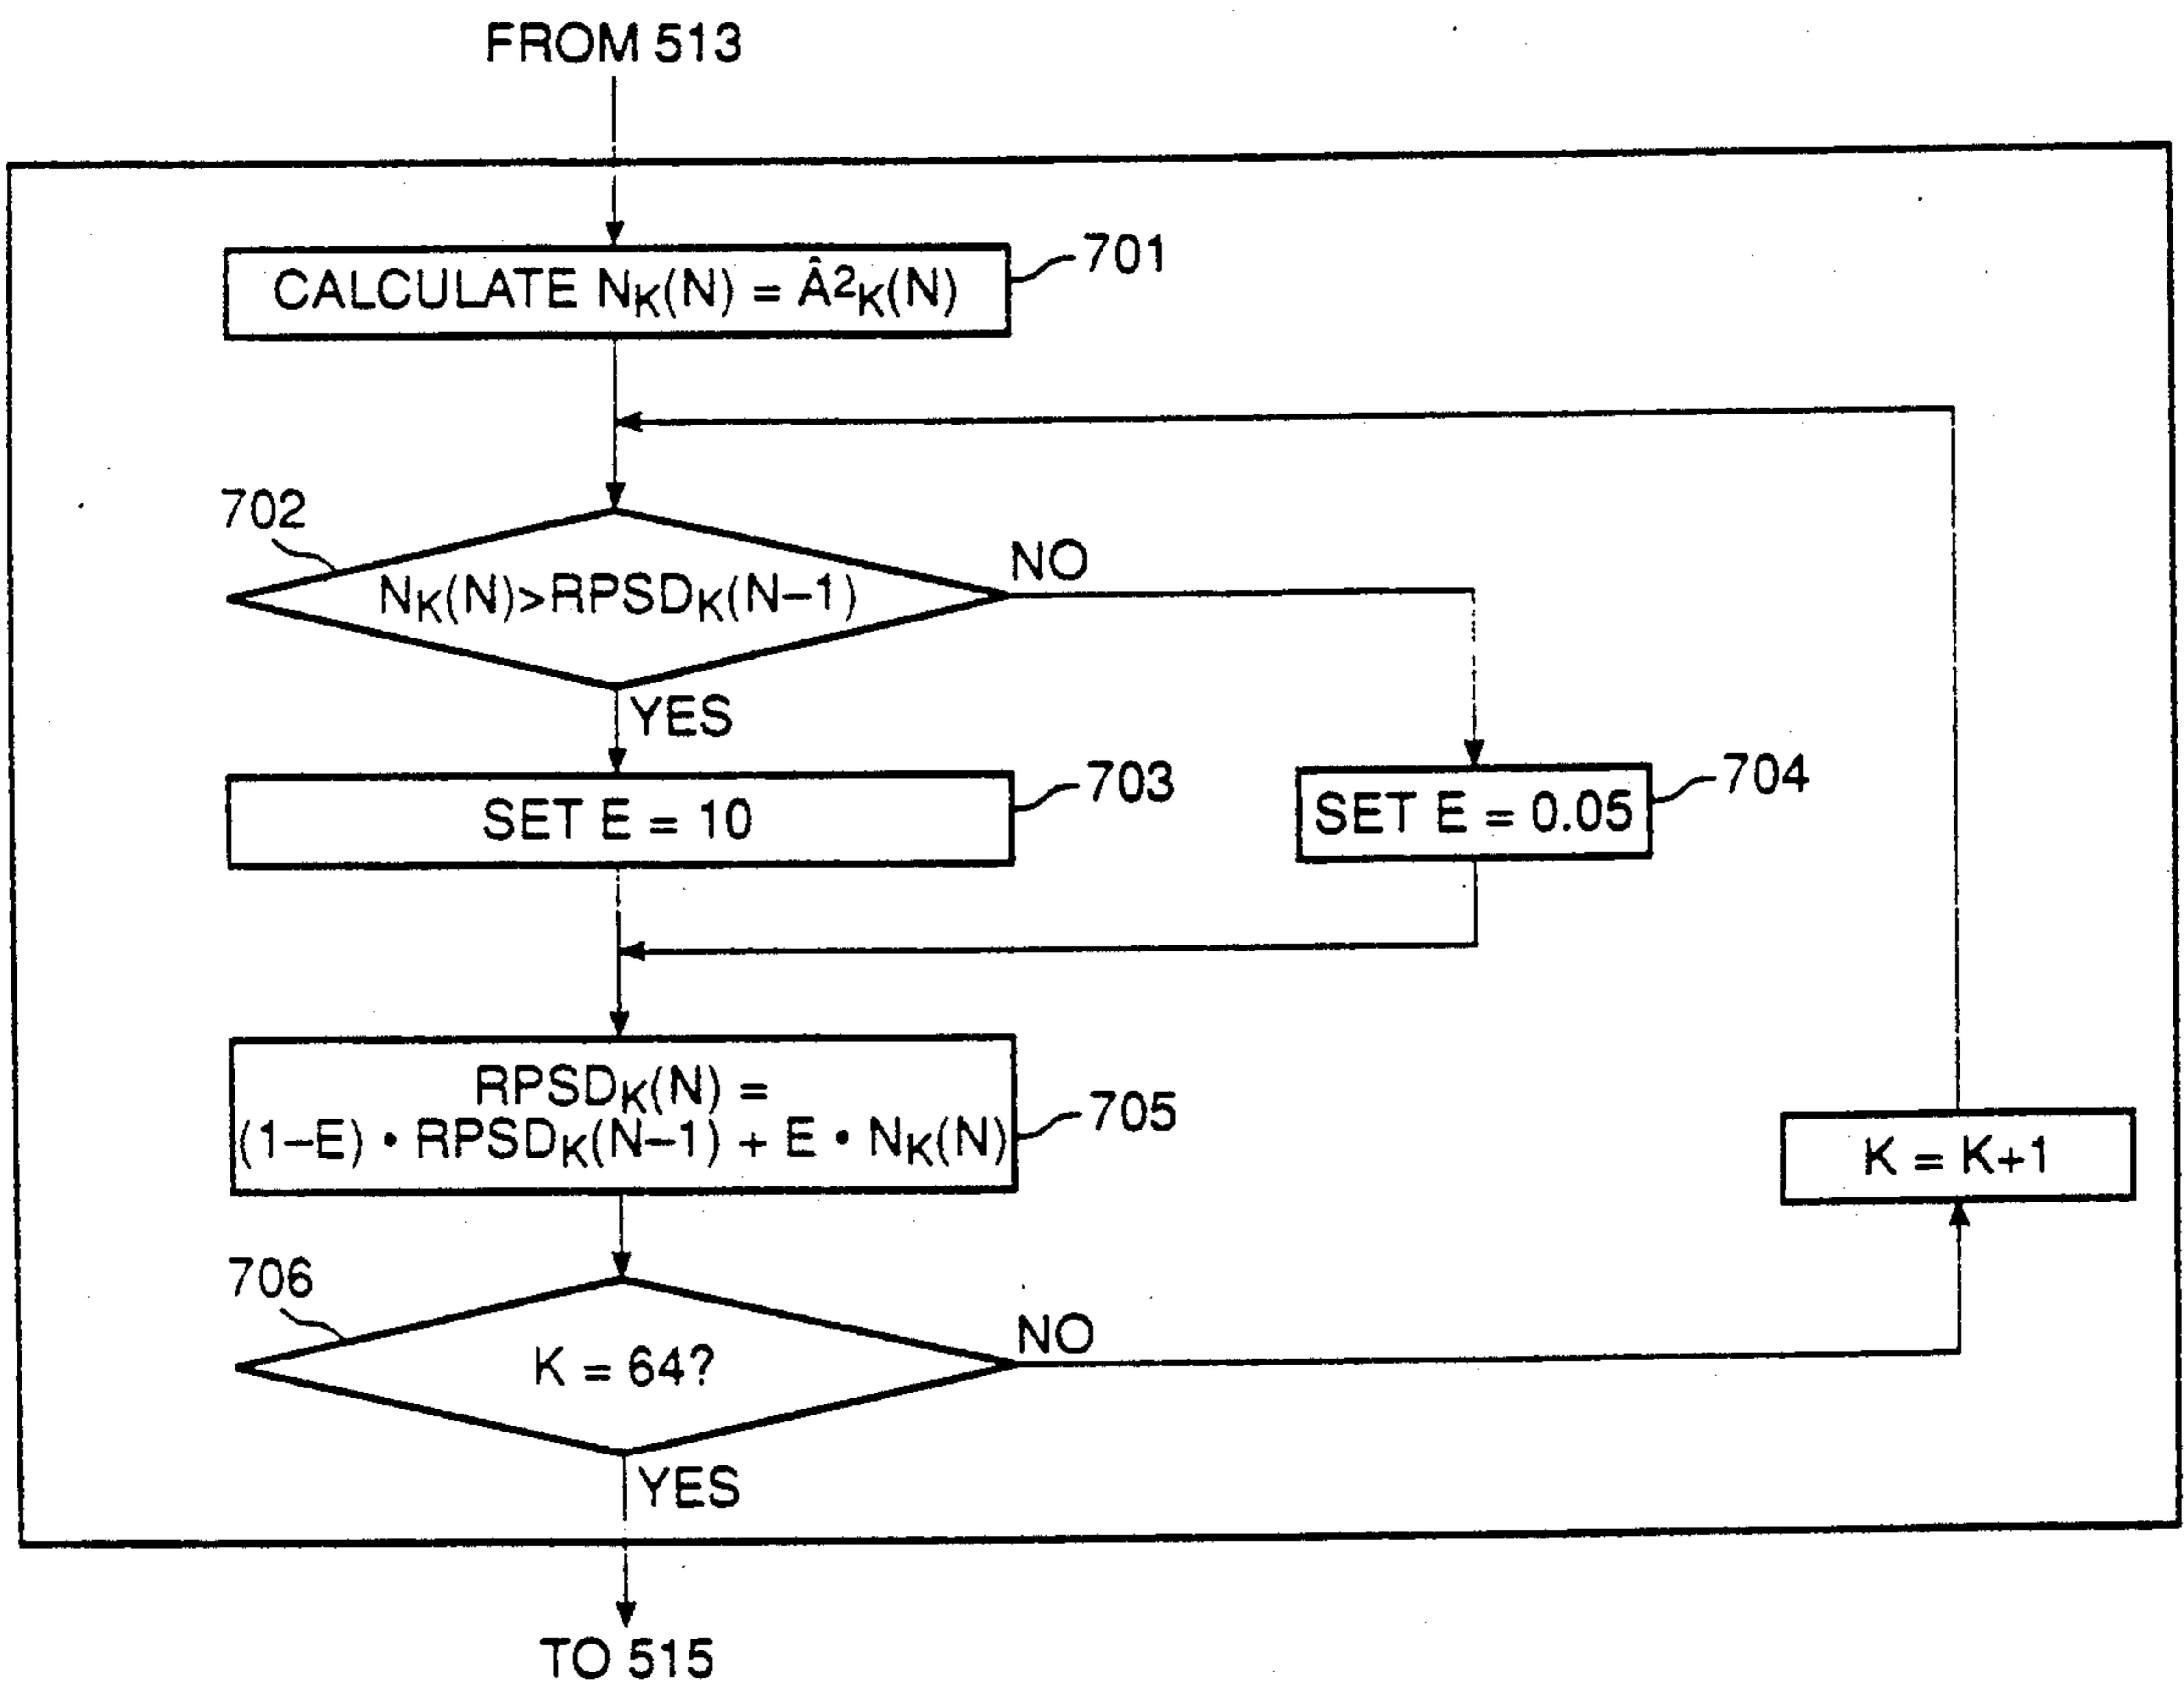 FROM 513
CALCULATE NK(N) = Â²K(N)
701
702
NK(N)>RPSDK(N–1)
NO
YES
SET E = 10
703
SET E = 0.05
704
RPSDK(N) =
(1–E) • RPSDK(N–1) + E • NK(N)
705
K = K+1
706
K = 64?
NO
YES
TO 515